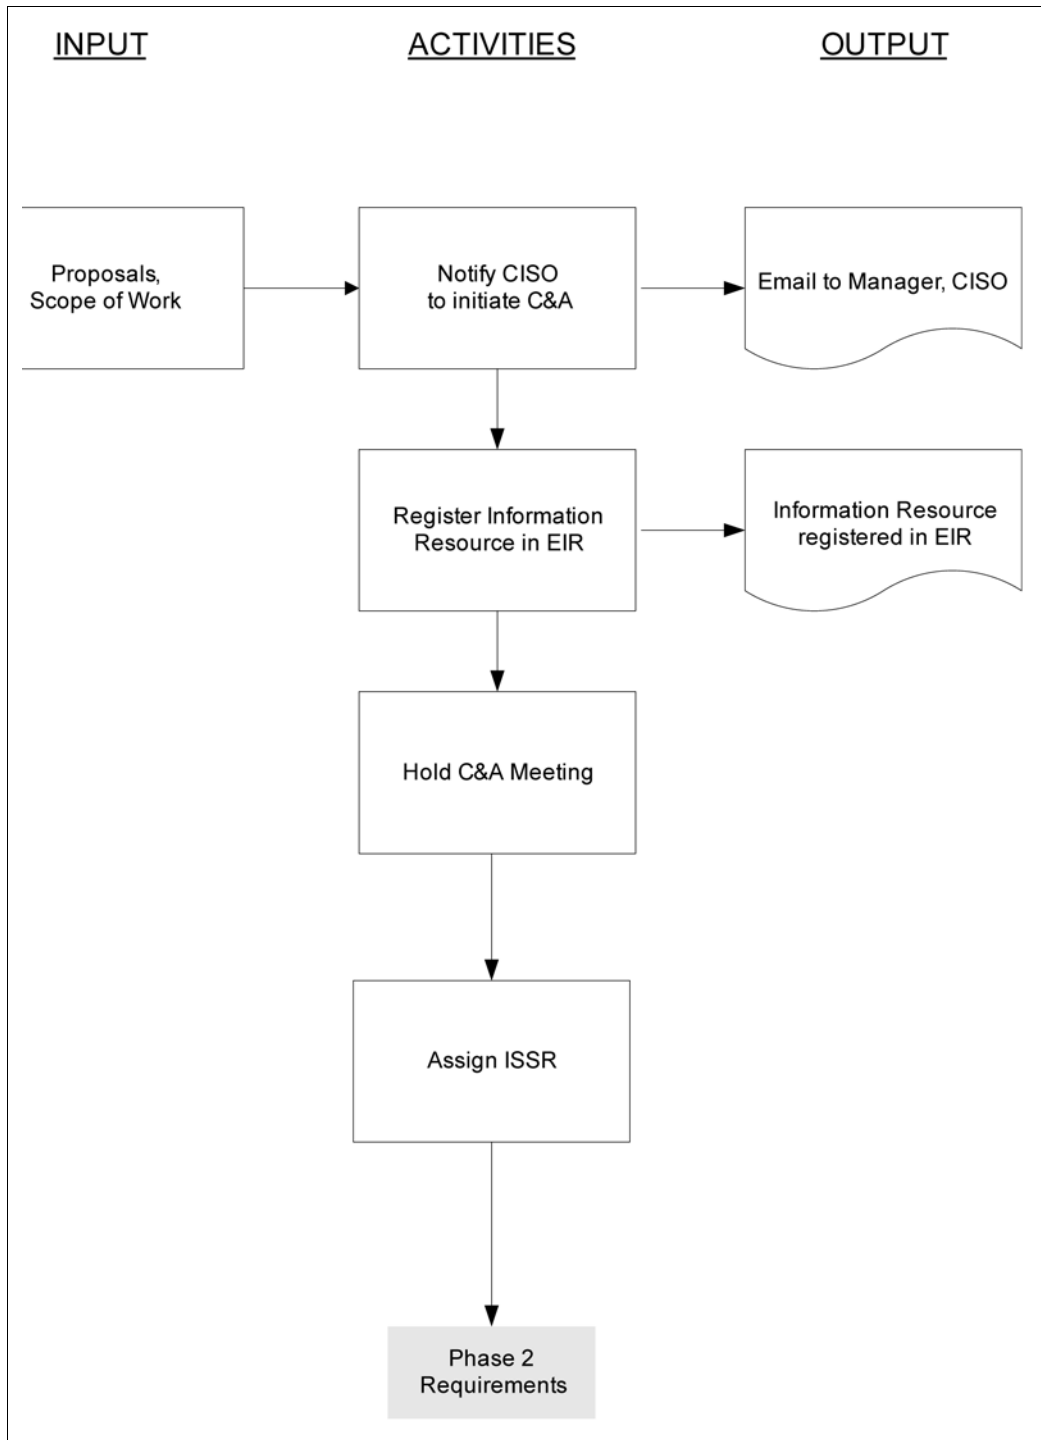 INPUT
ACTIVITIES
OUTPUT
Proposals,
Scope of Work
Notify CISO
to initiate C&A
Email to Manager, CISO
Register Information
Resource in EIR
Information Resource
registered in EIR
Hold C&A Meeting
Assign ISSR
Phase 2
Requirements